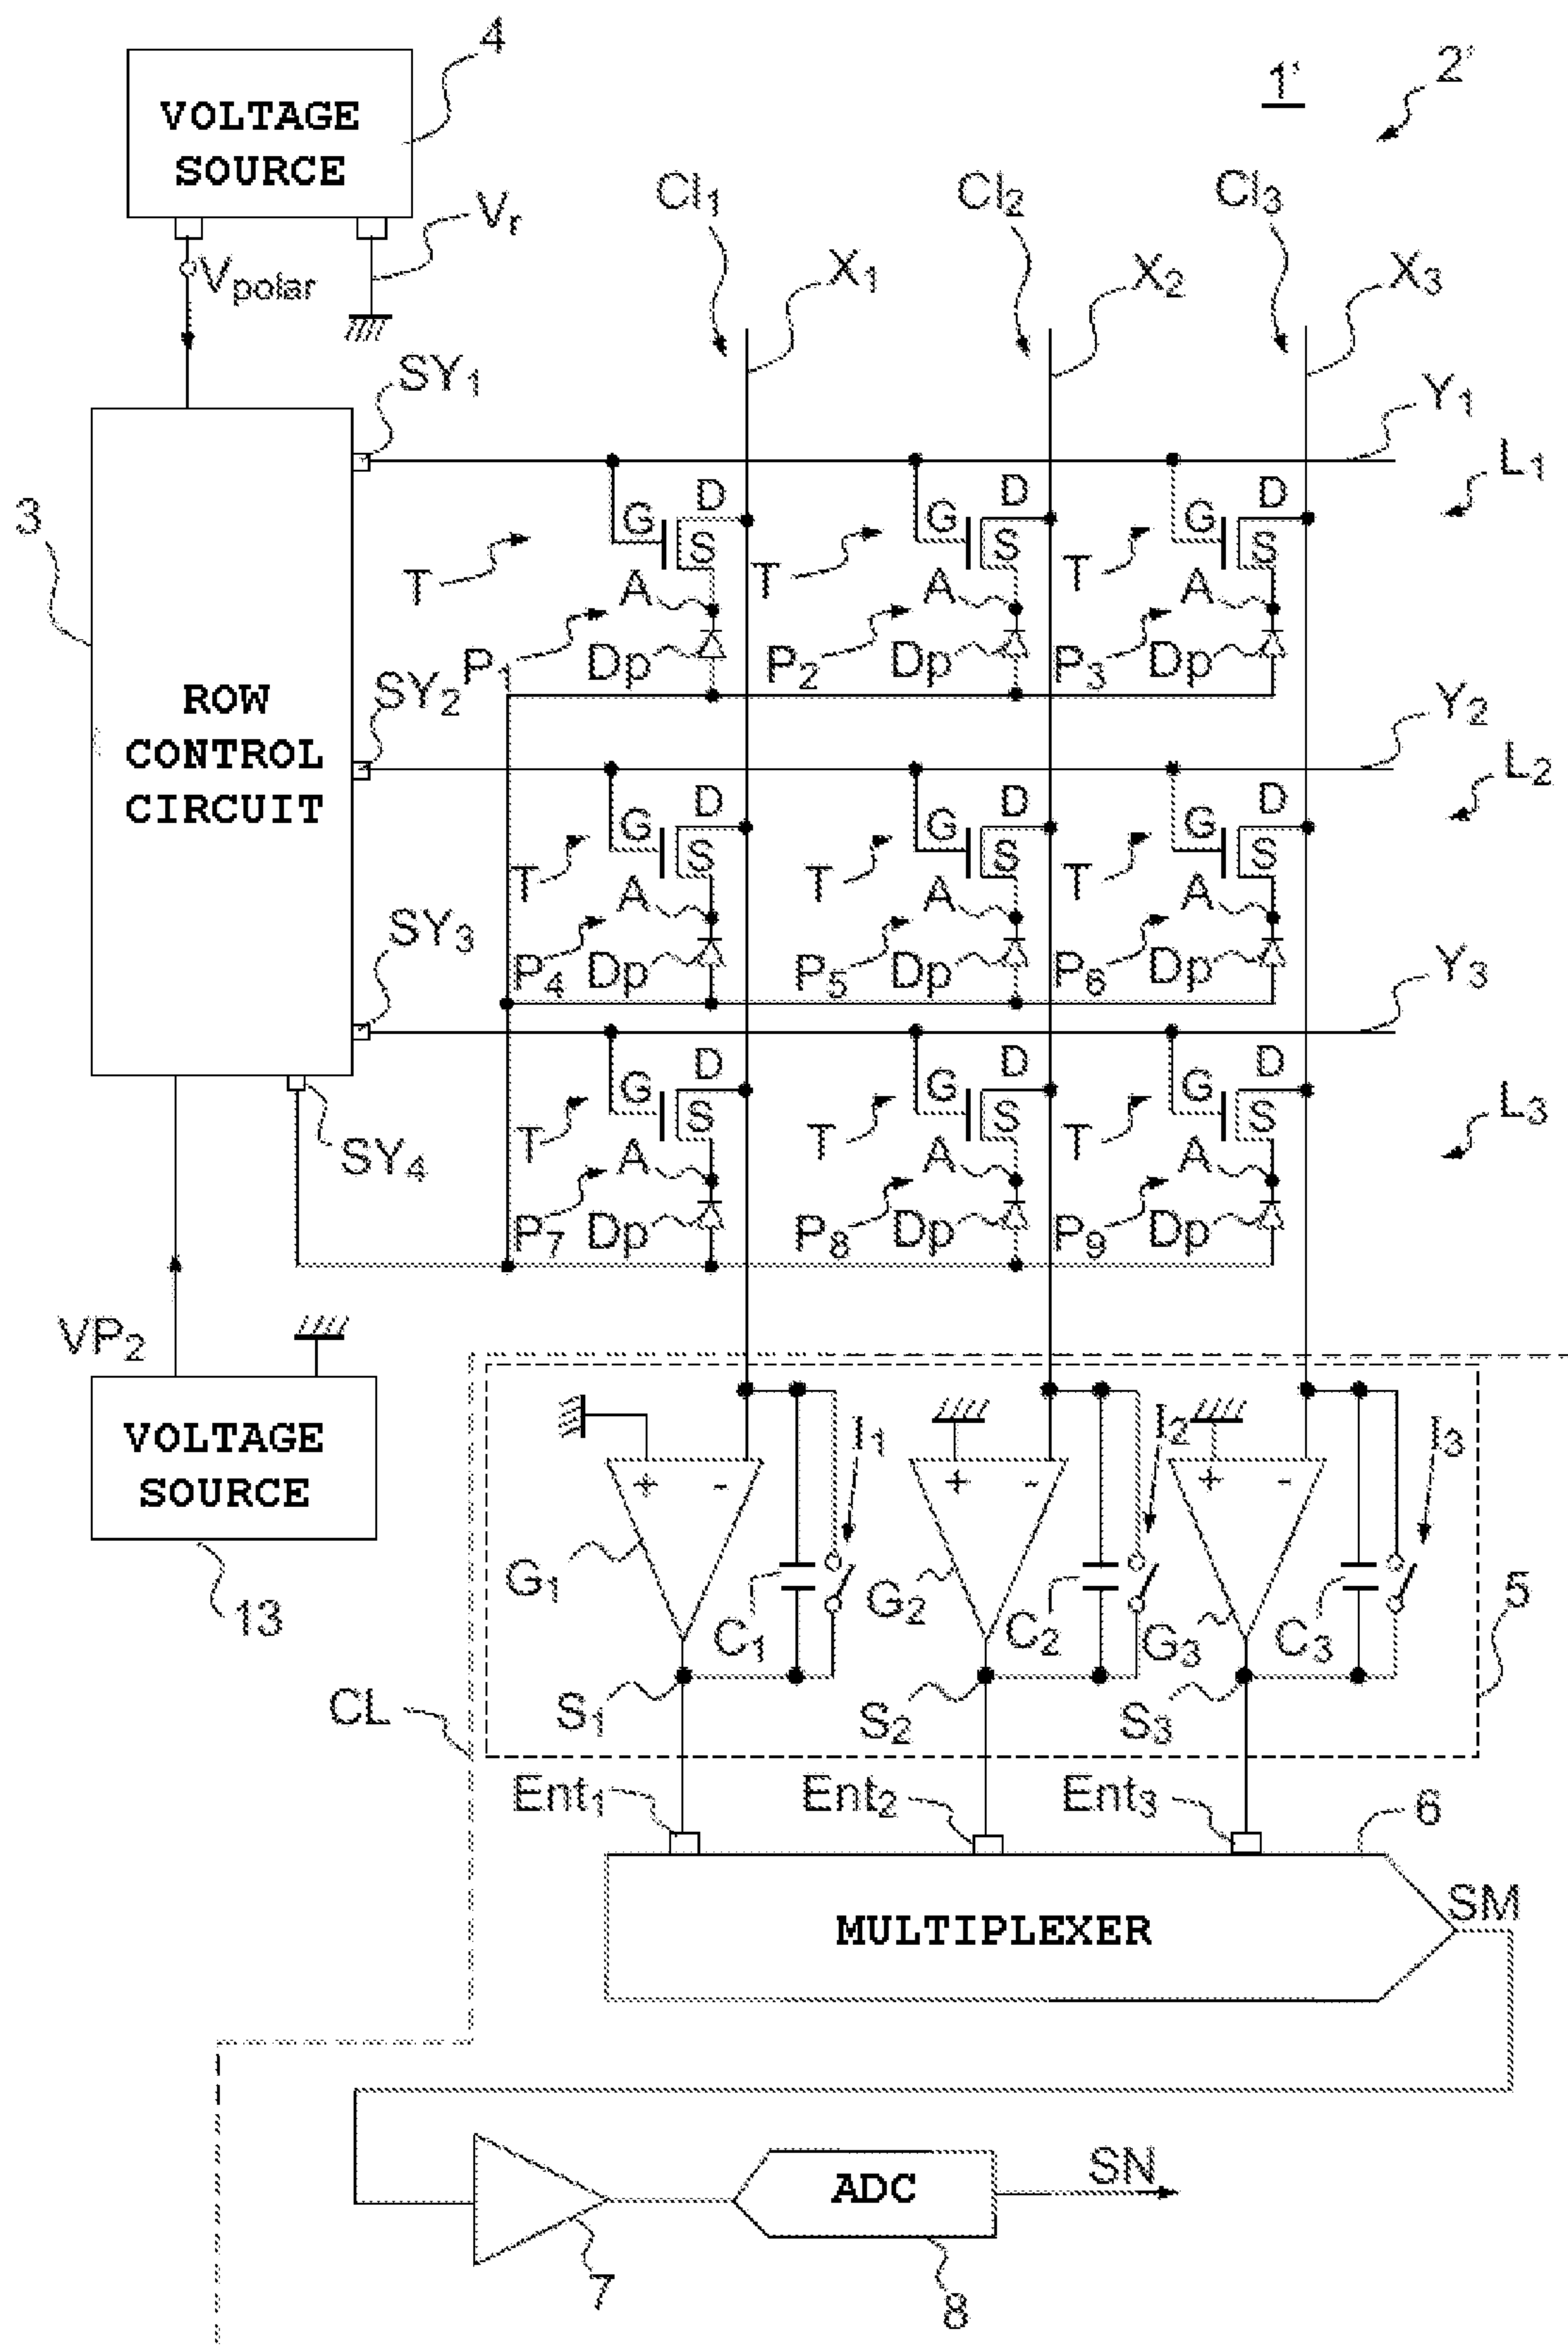 4
1'
2'
VOLTAGE
SOURCE
Cl1
Cl2
Cl3
Vr
Vpolar
X1
X2
X3
SY1
Y1
L1
3
G D S
G D S
G D S
T
T
T
A
A
A
P1
Dp
P2
Dp
P3
Dp
ROW
CONTROL
CIRCUIT
SY2
Y2
L2
G D S
G D S
G D S
T
T
T
A
A
A
P4
Dp
P5
Dp
P6
Dp
SY3
Y3
G D S
G D S
G D S
L3
T
T
T
SY4
A
A
A
P7
Dp
P8
Dp
P9
Dp
VP2
VOLTAGE
SOURCE
13
I1
I2
I3
+ -
+ -
+ -
G1
C1
G2
C2
G3
C3
5
CL
S1
S2
S3
Ent1
Ent2
Ent3
6
MULTIPLEXER
SM
ADC
SN
7
8